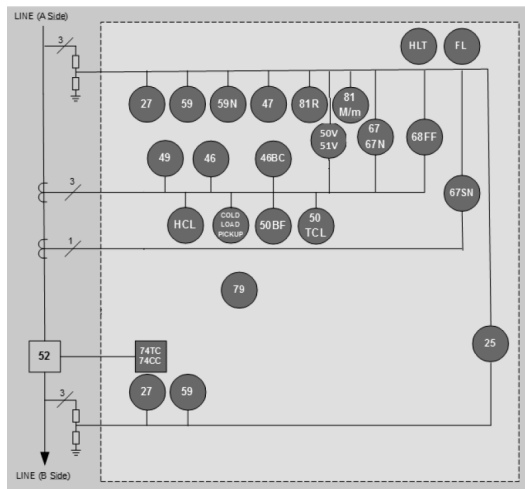 LINE (A Side)
3
HLT
FL
27
59
59N
47
81R
81
M/m
50V
51V
67
67N
68FF
49
46
46BC
3
67SN
HCL
COLD
LOAD
PICKUP
50BF
50
TCL
1
79
52
74TC
74CC
25
27
59
3
LINE (B Side)